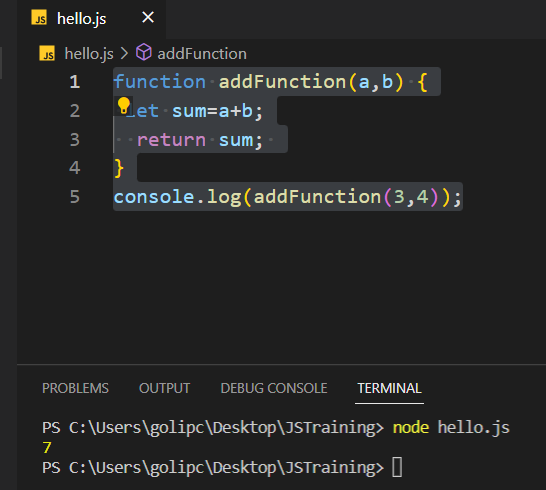 JS hello.js ×
JS hello.js > addFunction
1 function addFunction(a,b) {
2 let sum=a+b;
3 return sum;
4 }
5 console.log(addFunction(3,4));
PROBLEMS OUTPUT DEBUG CONSOLE TERMINAL
PS C:\Users\golipc\Desktop\JSTraining> node hello.js
7
PS C:\Users\golipc\Desktop\JSTraining>